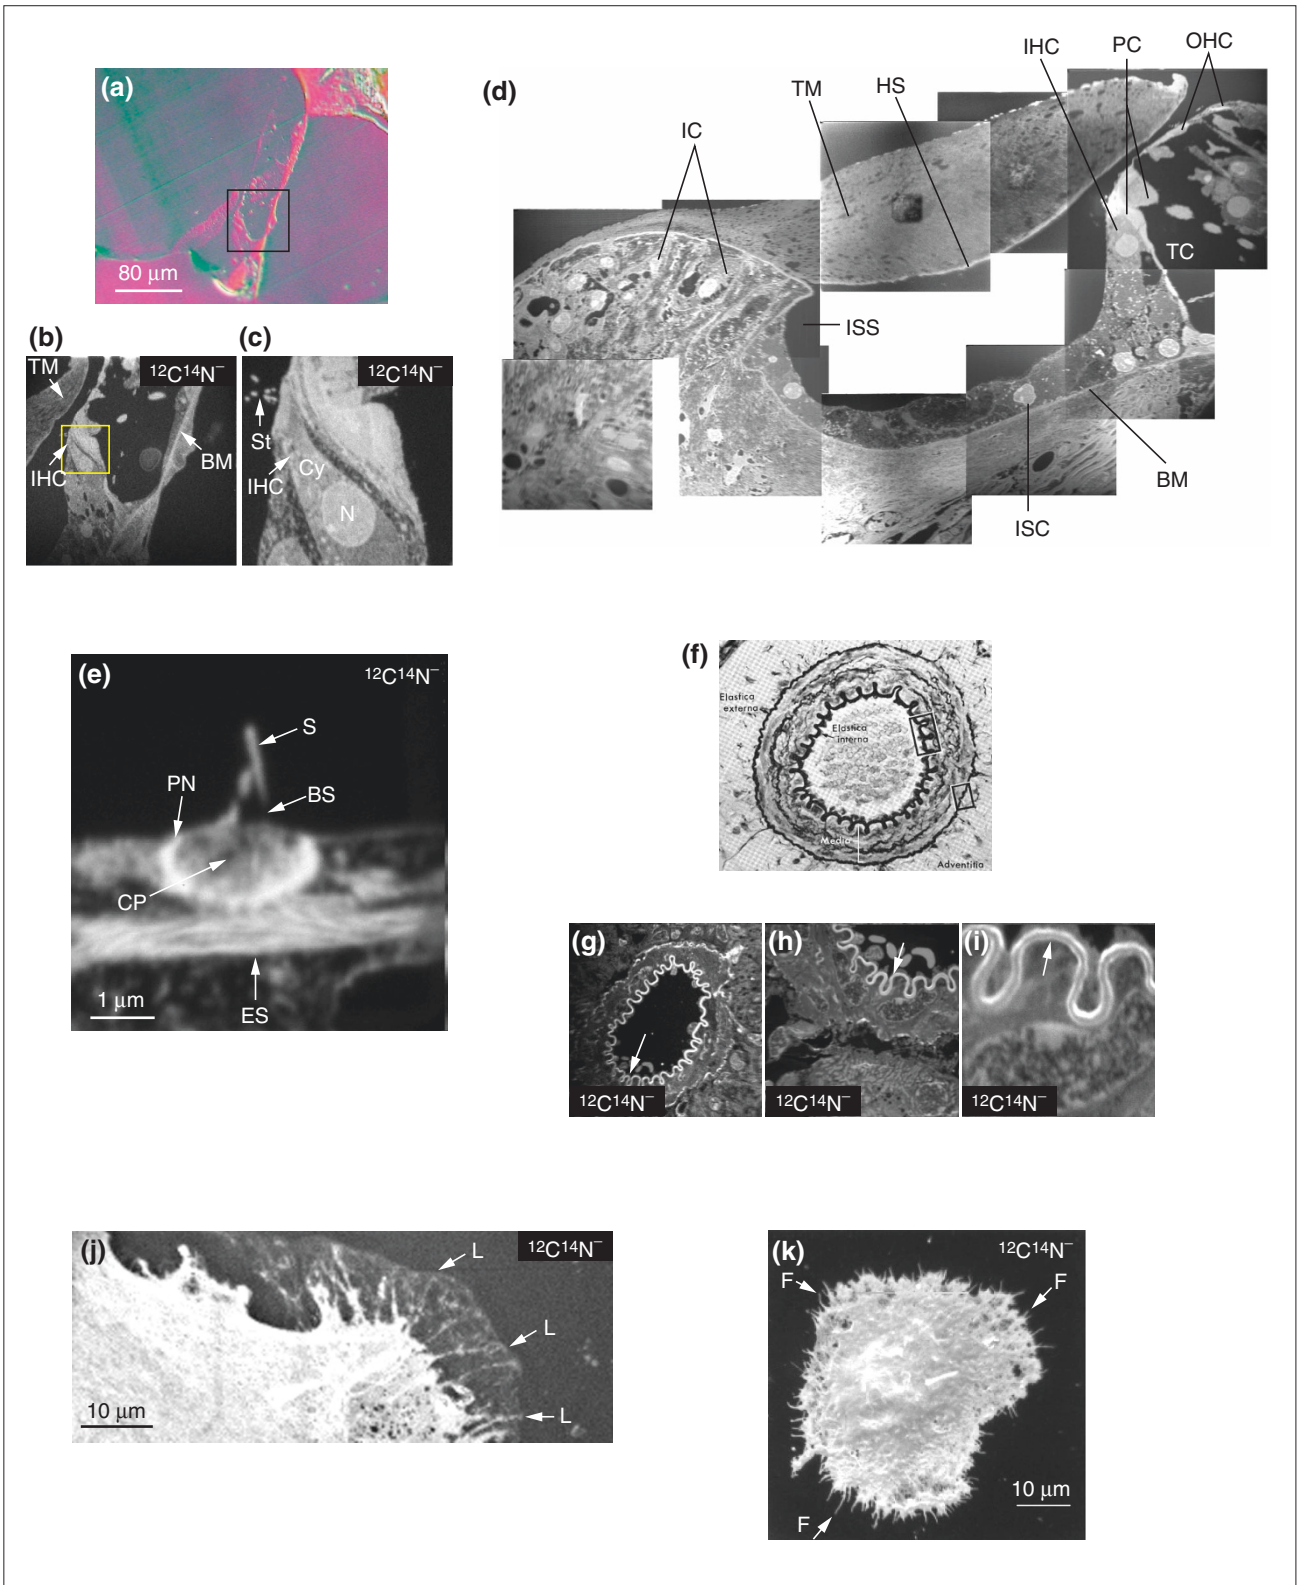 (a)
80 μm
(b)
TM
¹²C¹⁴N⁻
IHC
BM
(c)
¹²C¹⁴N⁻
St
IHC
Cy
N
(d)
IC
TM
HS
IHC
PC
OHC
TC
ISS
BM
ISC
(e)
¹²C¹⁴N⁻
S
PN
BS
CP
ES
1 μm
(f)
Elastica
externa
Elastica
interna
Media
Adventitia
(g)
¹²C¹⁴N⁻
(h)
¹²C¹⁴N⁻
(i)
¹²C¹⁴N⁻
(j)
¹²C¹⁴N⁻
L
L
L
10 μm
(k)
¹²C¹⁴N⁻
F
F
F
10 μm